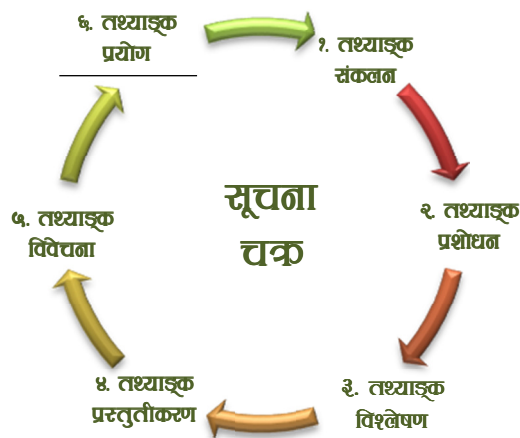 सूचना
चक्र
१. तथ्याङ्क
संकलन
२. तथ्याङ्क
प्रशोधन
३. तथ्याङ्क
विश्लेषण
४. तथ्याङ्क
प्रस्तुतीकरण
५. तथ्याङ्क
विवेचना
६. तथ्याङ्क
प्रयोग